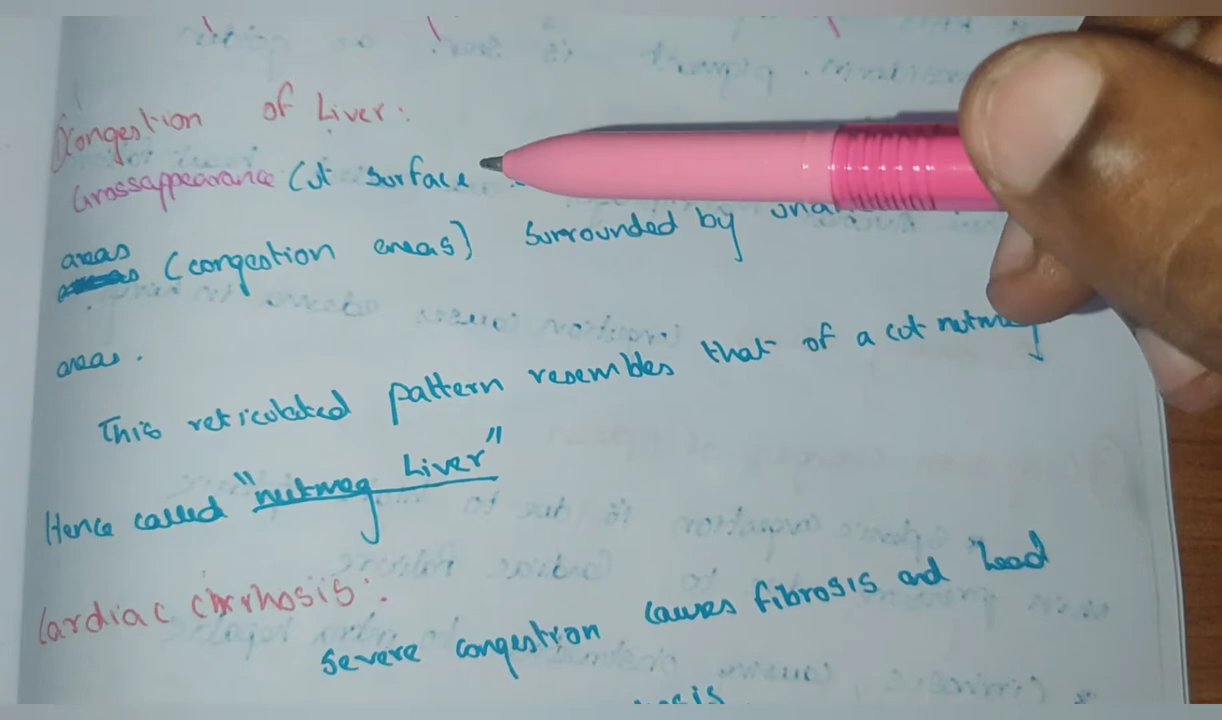 Congestion of Liver:
Grossappearance Cut surface
areas (congestion areas) surrounded by
areas.
This reticulated pattern resembles that of a cut
Hence called "nutmeg Liver"
Cardiac cirrhosis:
severe congestion causes fibrosis and lead